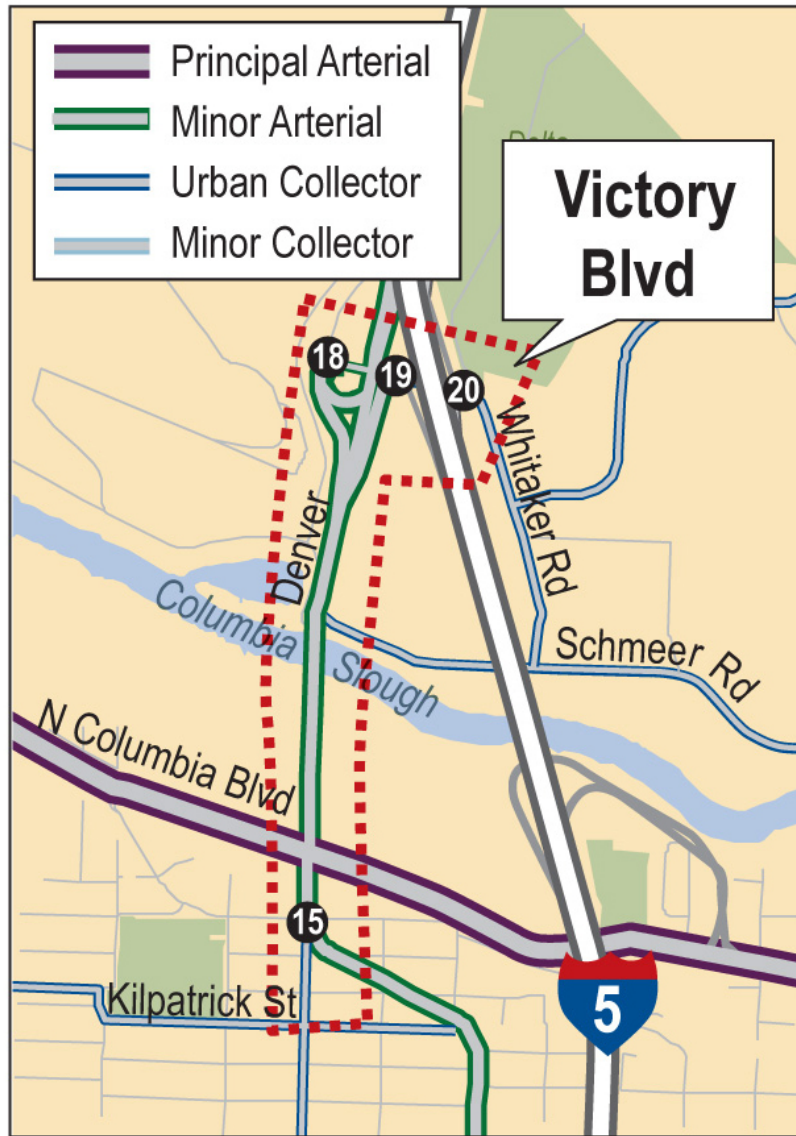 Principal Arterial
Minor Arterial
Urban Collector
Minor Collector
Delta
Victory
Blvd
18
19
20
Whitaker Rd
Denver
Columbia Slough
Schmeer Rd
N Columbia Blvd
15
Kilpatrick St
5